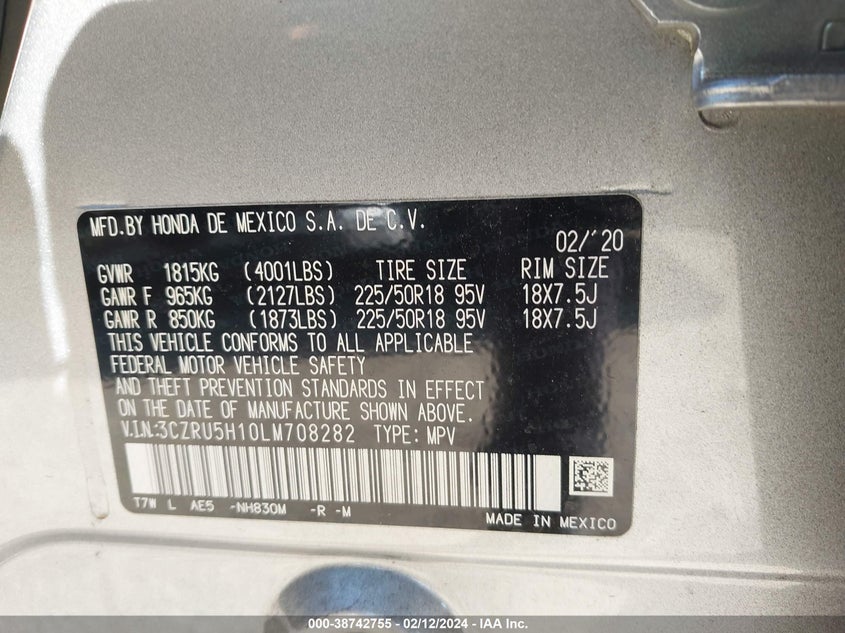 MFD.BY HONDA DE MEXICO S.A. DE C.V.
02/'20
GVWR 1815KG (4001LBS) TIRE SIZE RIM SIZE
GAWR F 965KG (2127LBS) 225/50R18 95V 18X7.5J
GAWR R 850KG (1873LBS) 225/50R18 95V 18X7.5J
THIS VEHICLE CONFORMS TO ALL APPLICABLE
FEDERAL MOTOR VEHICLE SAFETY
AND THEFT PREVENTION STANDARDS IN EFFECT
ON THE DATE OF MANUFACTURE SHOWN ABOVE.
V.I.N.:3CZRU5H10LM708282 TYPE: MPV
T7W L AE5 -NH830M -R -M
MADE IN MEXICO
000-38742755 - 02/12/2024 - IAA Inc.